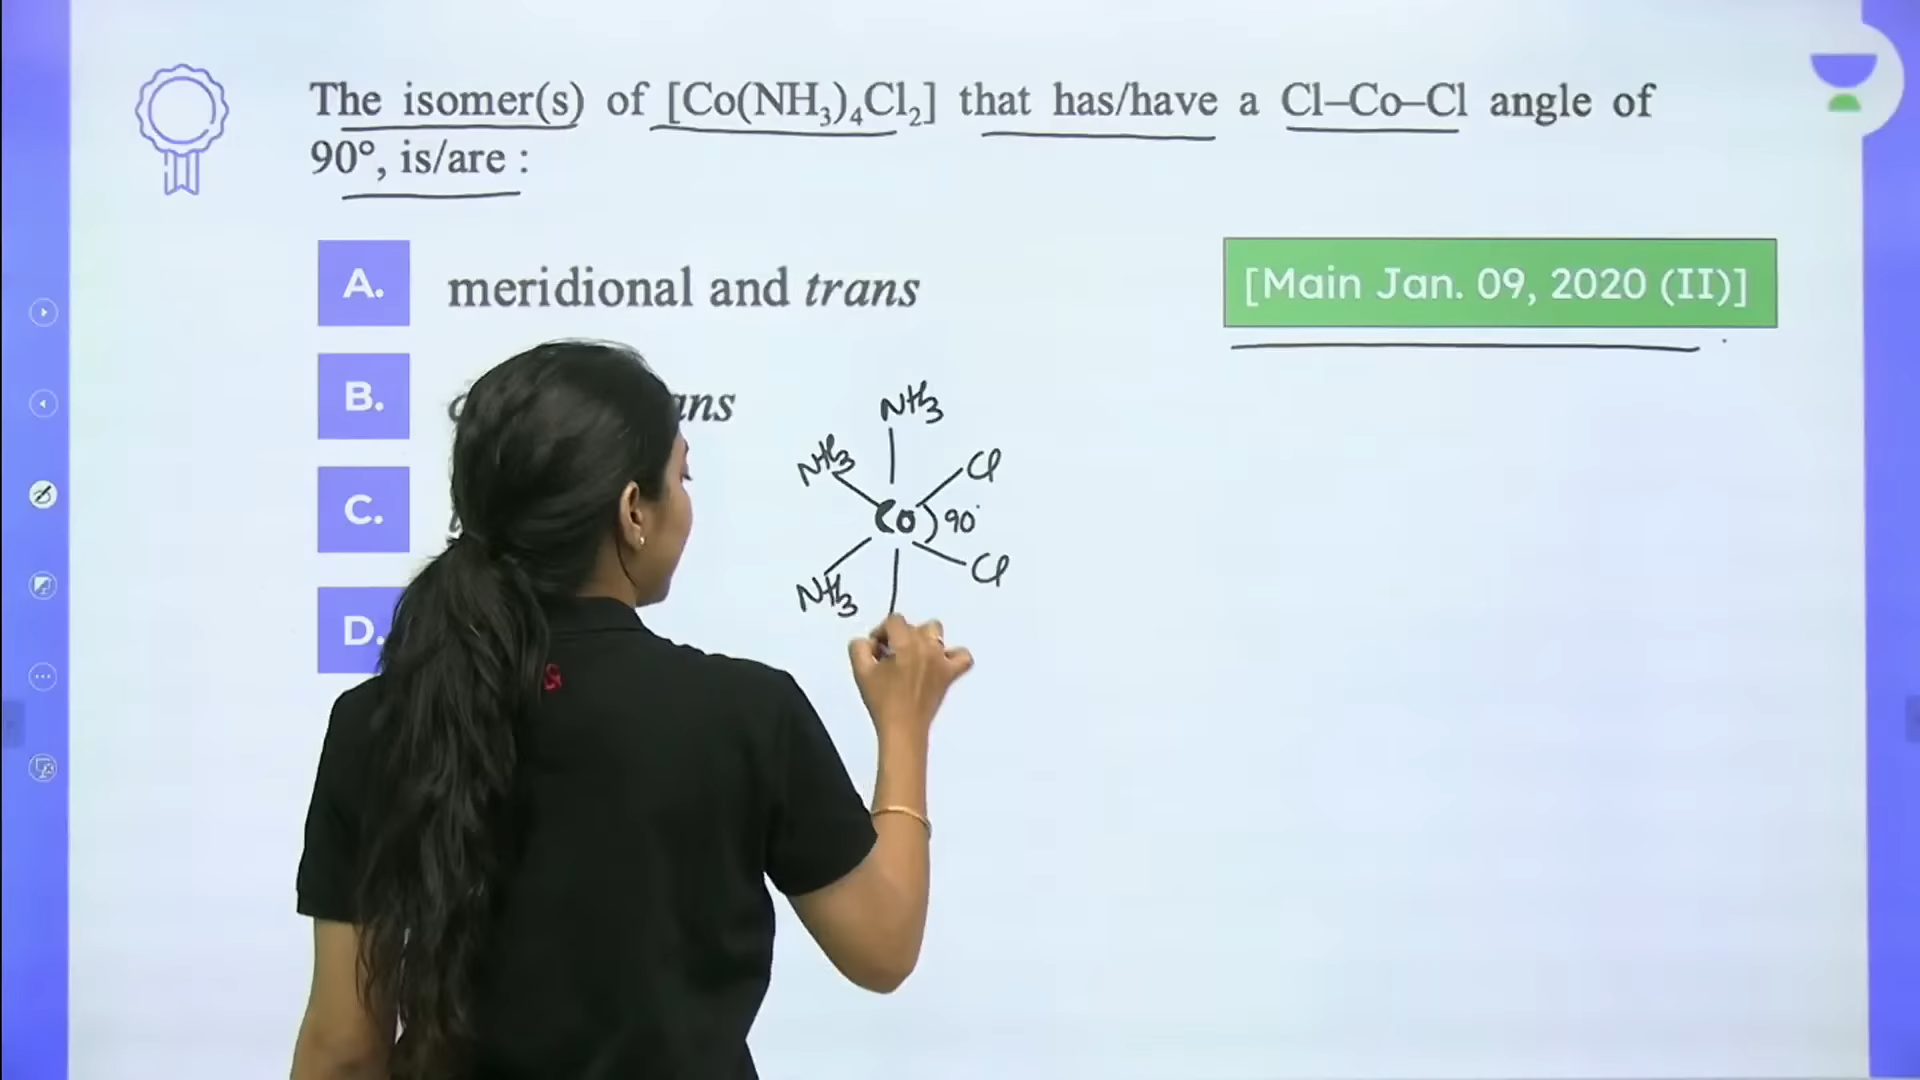 The isomer(s) of [Co(NH₃)₄Cl₂] that has/have a Cl–Co–Cl angle of
90°, is/are :
A. meridional and trans
[Main Jan. 09, 2020 (II)]
B.
C.
D.
NH₃
NH₃
Cl
Co
90°
Cl
NH₃